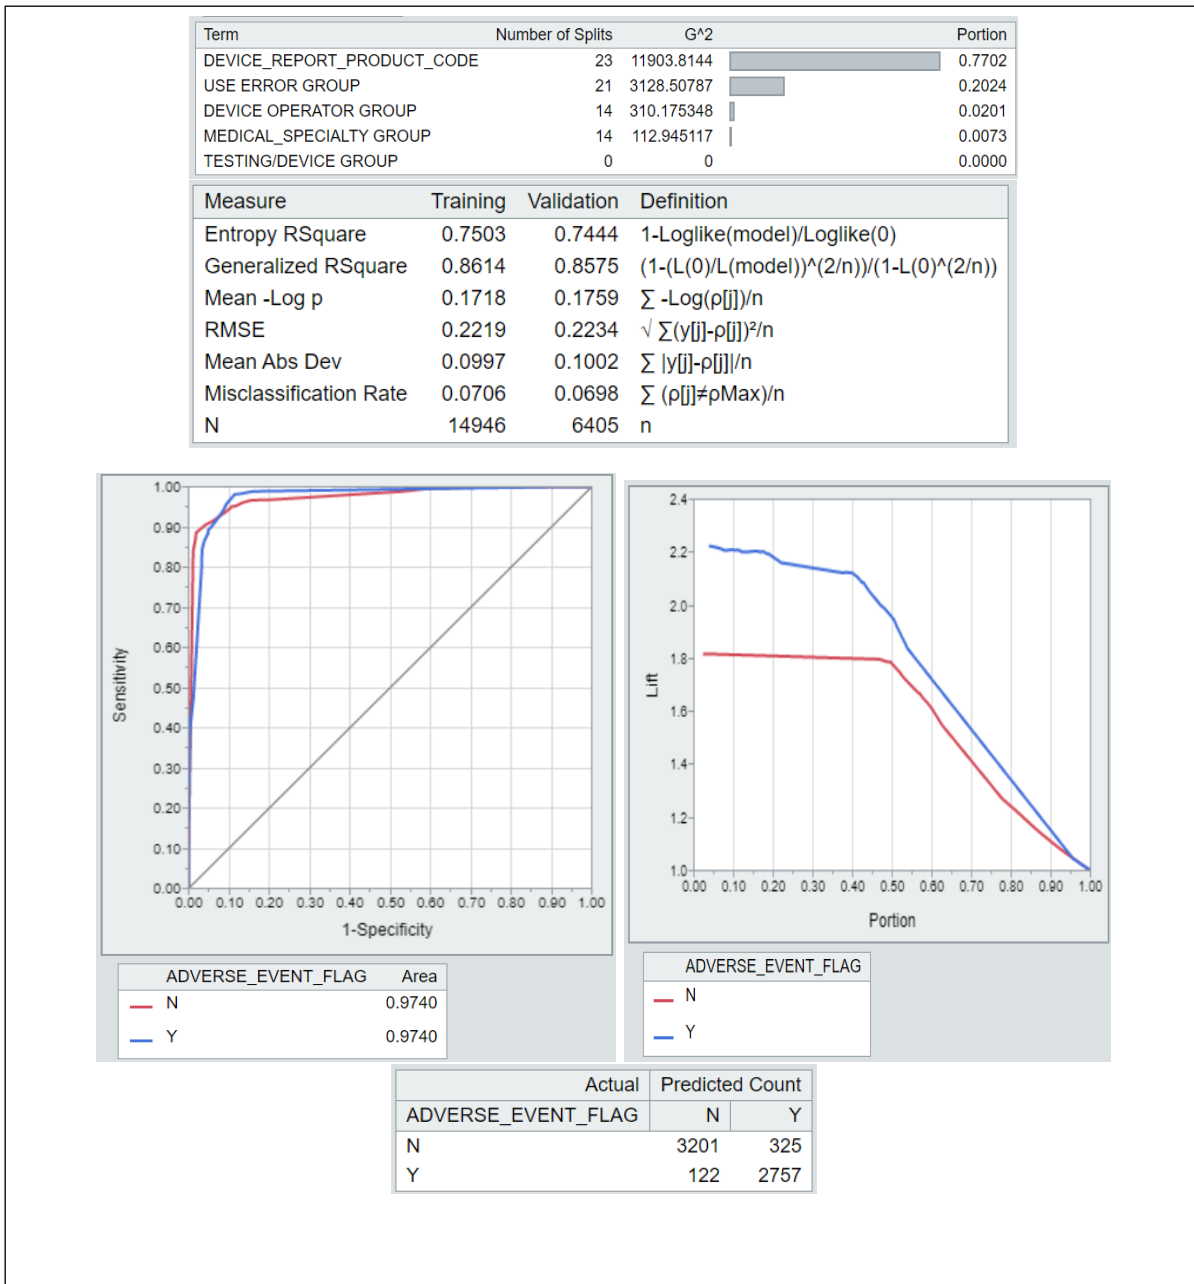 Term Number of Splits G^2 Portion
DEVICE_REPORT_PRODUCT_CODE 23 11903.8144 0.7702
USE ERROR GROUP 21 3128.50787 0.2024
DEVICE OPERATOR GROUP 14 310.175348 0.0201
MEDICAL_SPECIALTY GROUP 14 112.945117 0.0073
TESTING/DEVICE GROUP 0 0 0.0000
Measure Training Validation Definition
Entropy RSquare 0.7503 0.7444 1-Loglike(model)/Loglike(0)
Generalized RSquare 0.8614 0.8575 (1-(L(0)/L(model))^(2/n))/(1-L(0)^(2/n))
Mean -Log p 0.1718 0.1759 ∑ -Log(ρ[j])/n
RMSE 0.2219 0.2234 √ ∑(y[j]-ρ[j])²/n
Mean Abs Dev 0.0997 0.1002 ∑ |y[j]-ρ[j]|/n
Misclassification Rate 0.0706 0.0698 ∑ (ρ[j]≠ρMax)/n
N 14946 6405 n
1.00
0.90
0.80
0.70
0.60
0.50
0.40
0.30
0.20
0.10
0.00
Sensitivity
0.00 0.10 0.20 0.30 0.40 0.50 0.60 0.70 0.80 0.90 1.00
1-Specificity
ADVERSE_EVENT_FLAG Area
N 0.9740
Y 0.9740
2.4
2.2
2.0
1.8
1.6
1.4
1.2
1.0
Lift
0.00 0.10 0.20 0.30 0.40 0.50 0.60 0.70 0.80 0.90 1.00
Portion
ADVERSE_EVENT_FLAG
N
Y
Actual Predicted Count
ADVERSE_EVENT_FLAG N Y
N 3201 325
Y 122 2757